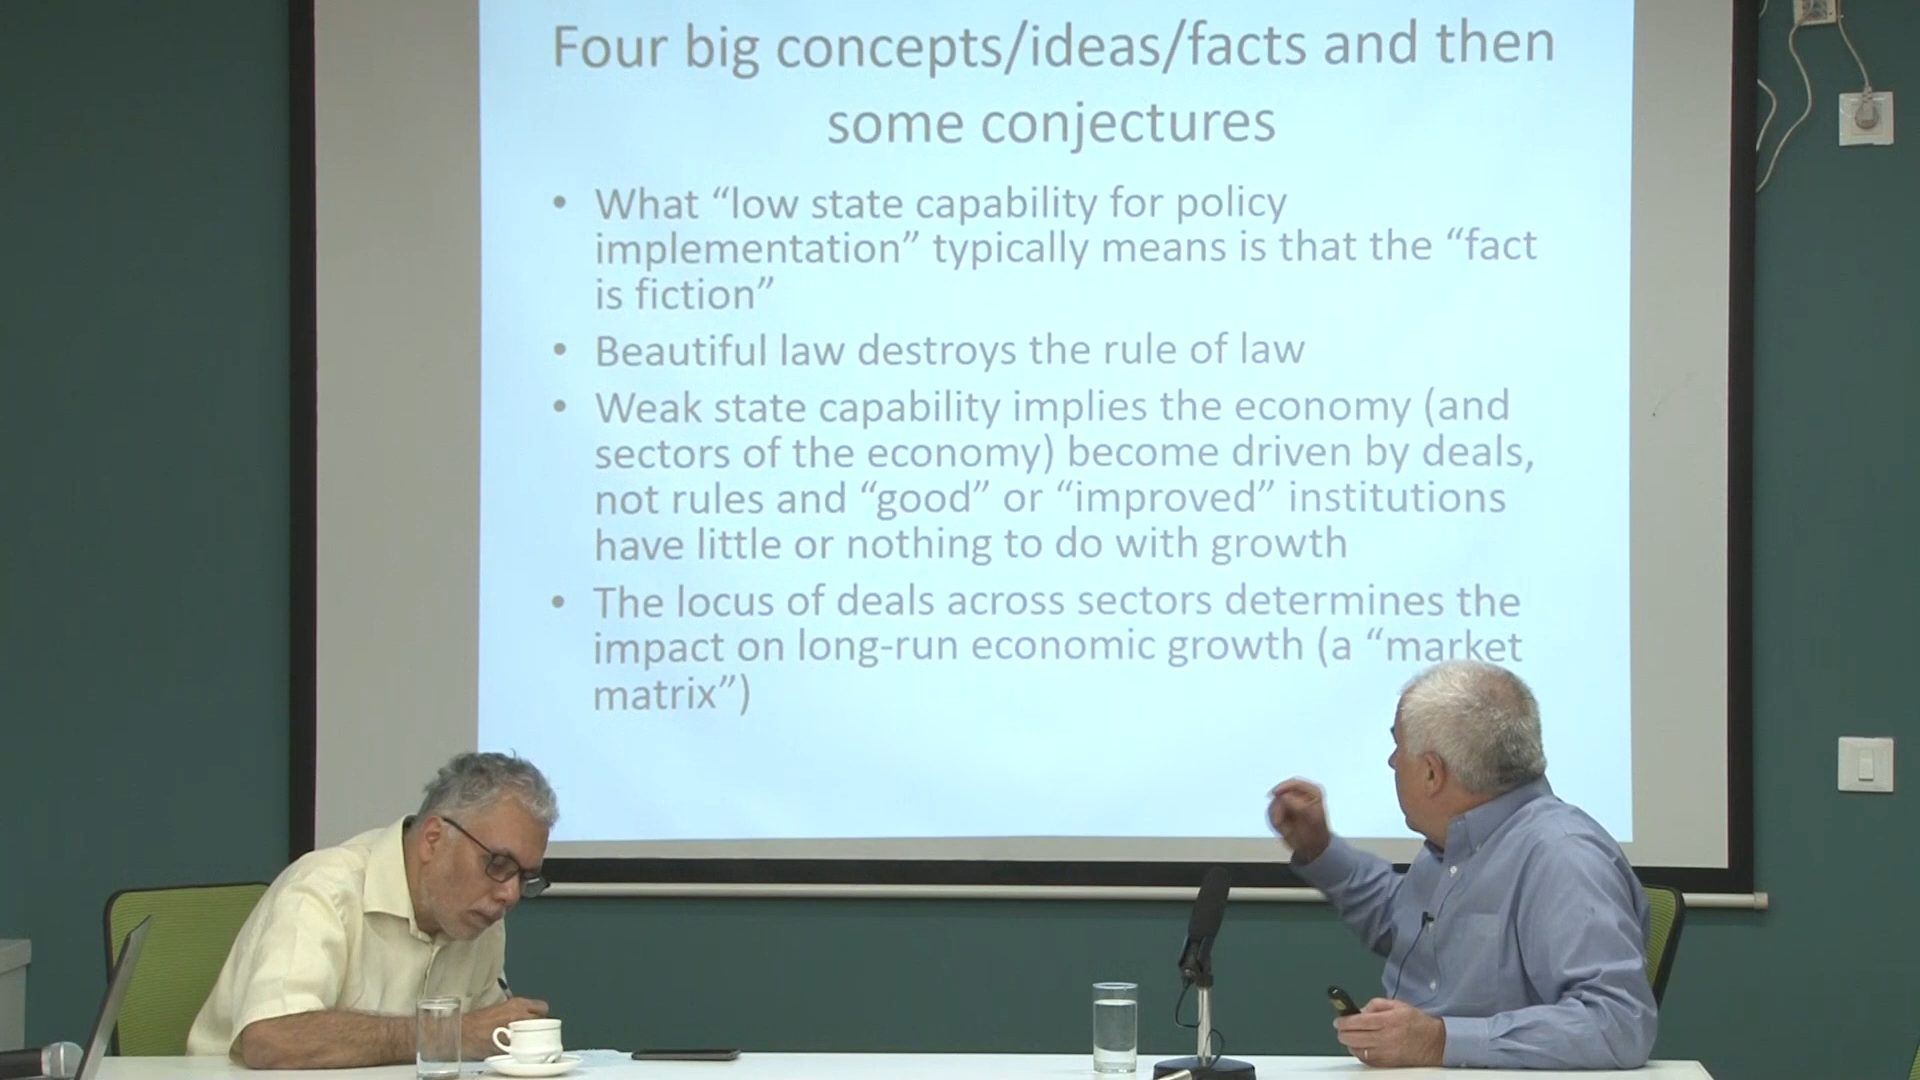 Four big concepts/ideas/facts and then
some conjectures
• What “low state capability for policy
implementation” typically means is that the “fact
is fiction”
• Beautiful law destroys the rule of law
• Weak state capability implies the economy (and
sectors of the economy) become driven by deals,
not rules and “good” or “improved” institutions
have little or nothing to do with growth
• The locus of deals across sectors determines the
impact on long-run economic growth (a “market
matrix”)